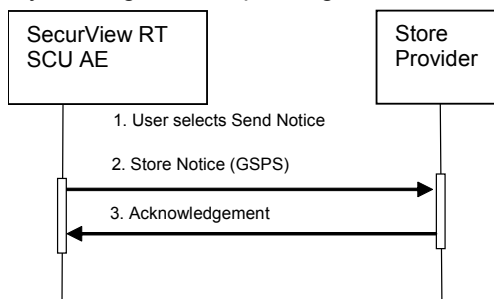 SecurView RT
SCU AE
Store
Provider
1. User selects Send Notice
2. Store Notice (GSPS)
3. Acknowledgement